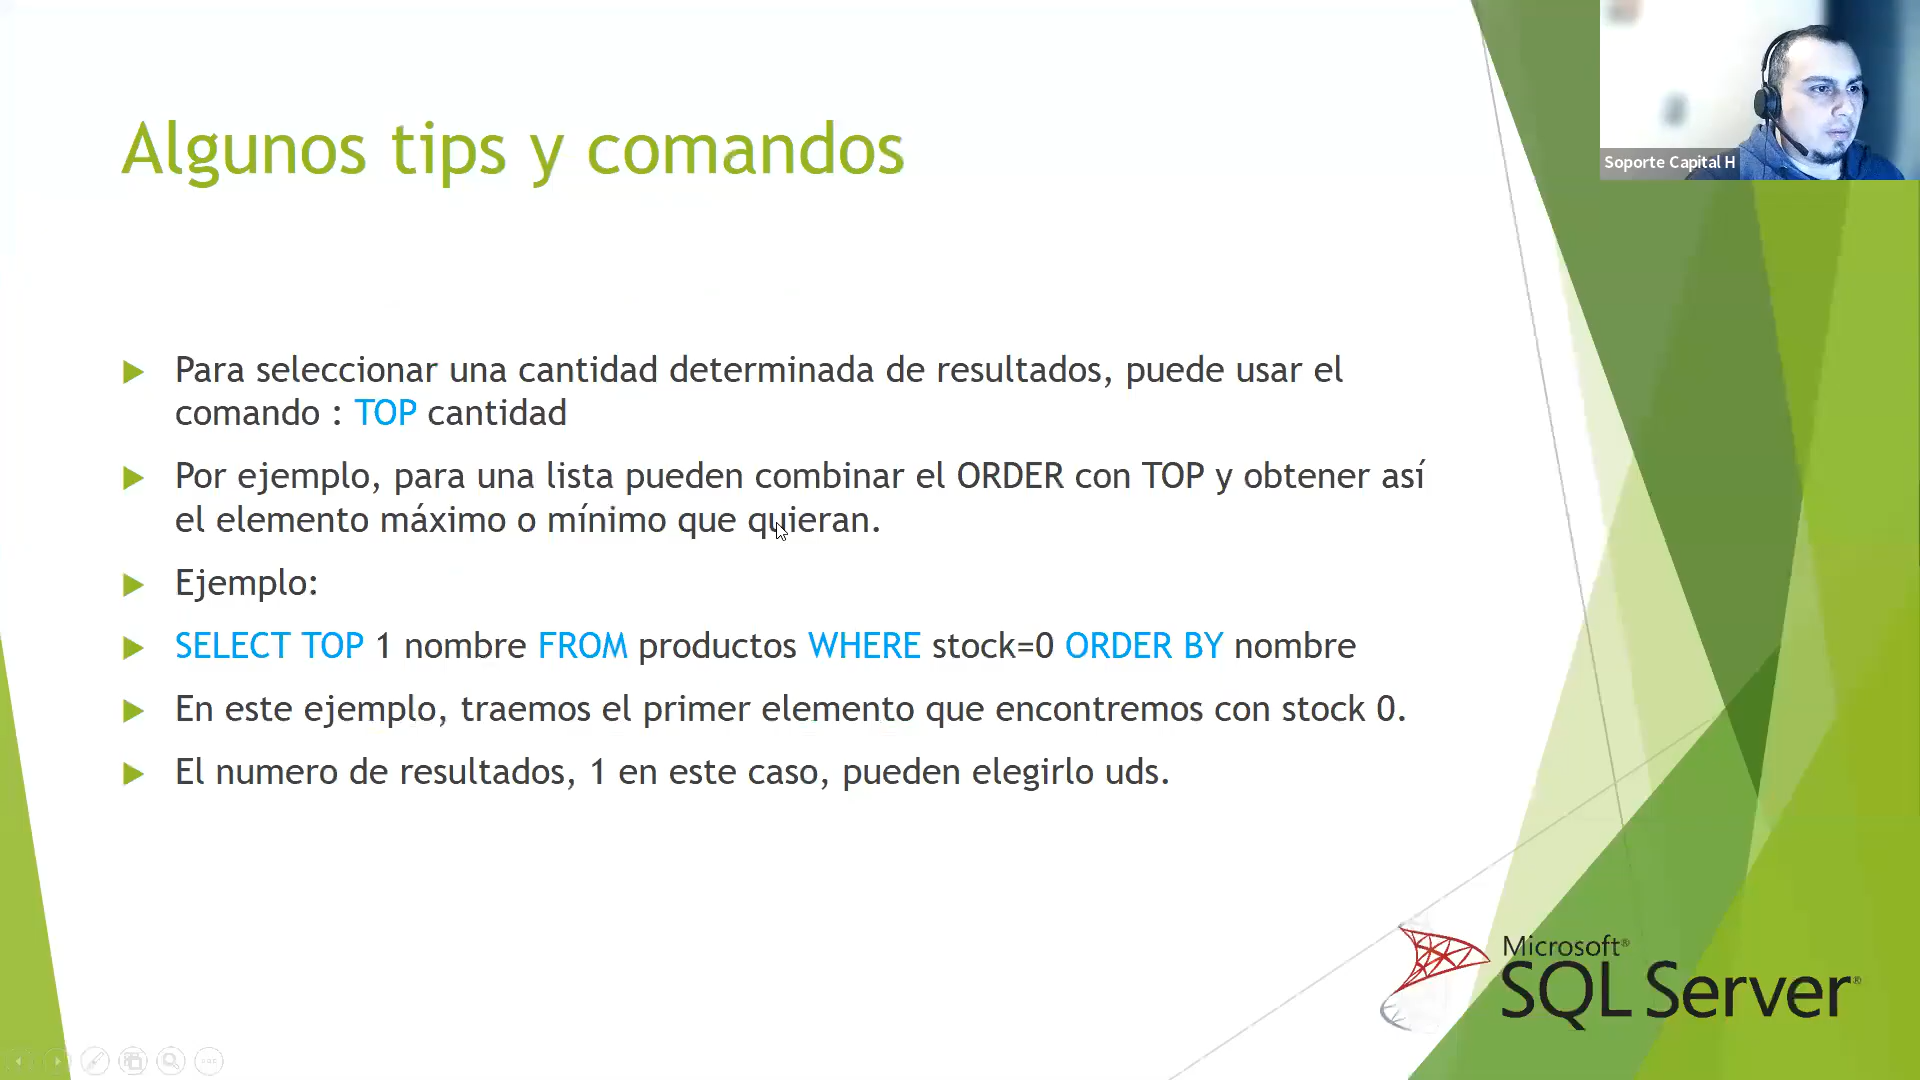 Algunos tips y comandos
Soporte Capital H
Para seleccionar una cantidad determinada de resultados, puede usar el
comando : TOP cantidad
Por ejemplo, para una lista pueden combinar el ORDER con TOP y obtener así
el elemento máximo o mínimo que quieran.
Ejemplo:
SELECT TOP 1 nombre FROM productos WHERE stock=0 ORDER BY nombre
En este ejemplo, traemos el primer elemento que encontremos con stock 0.
El numero de resultados, 1 en este caso, pueden elegirlo uds.
Microsoft®
SQL Server®